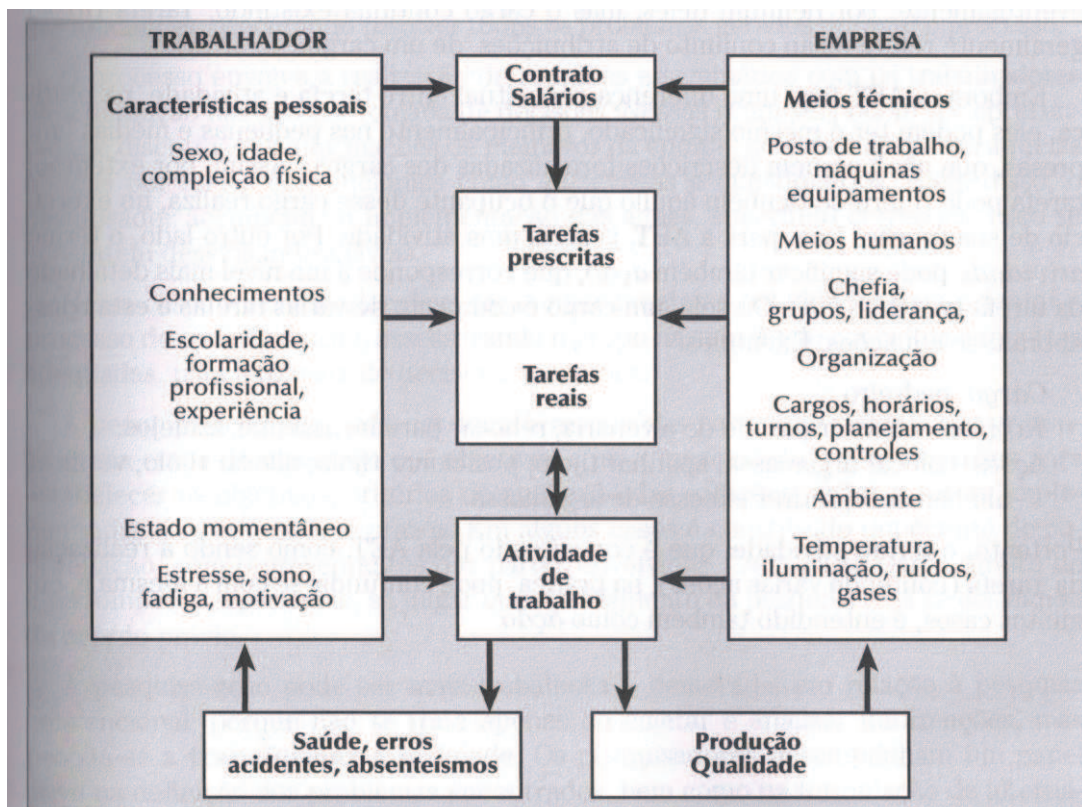 TRABALHADOR
Características pessoais
Sexo, idade,
compleição física
Conhecimentos
Escolaridade,
formação
profissional,
experiência
Estado momentâneo
Estresse, sono,
fadiga, motivação
Contrato
Salários
Tarefas
prescritas
Tarefas
reais
Atividade
de
trabalho
EMPRESA
Meios técnicos
Posto de trabalho,
máquinas
equipamentos
Meios humanos
Chefia,
grupos, liderança,
Organização
Cargos, horários,
turnos, planejamento,
controles
Ambiente
Temperatura,
iluminação, ruídos,
gases
Saúde, erros
acidentes, absenteísmos
Produção
Qualidade